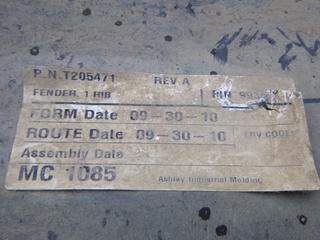 P.N.T205471 REV A
FENDER, 1 RIB
FORM Date 09-30-10
ROUTE Date 09-30-10
Assembly Date
MC 1085 Ashley Industrial Molding